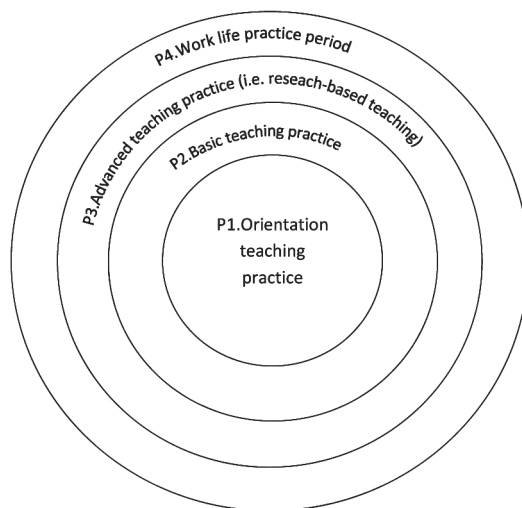 P4.Work life practice period
P3.Advanced teaching practice (i.e. reseach-based teaching)
P2.Basic teaching practice
P1.Orientation
teaching
practice